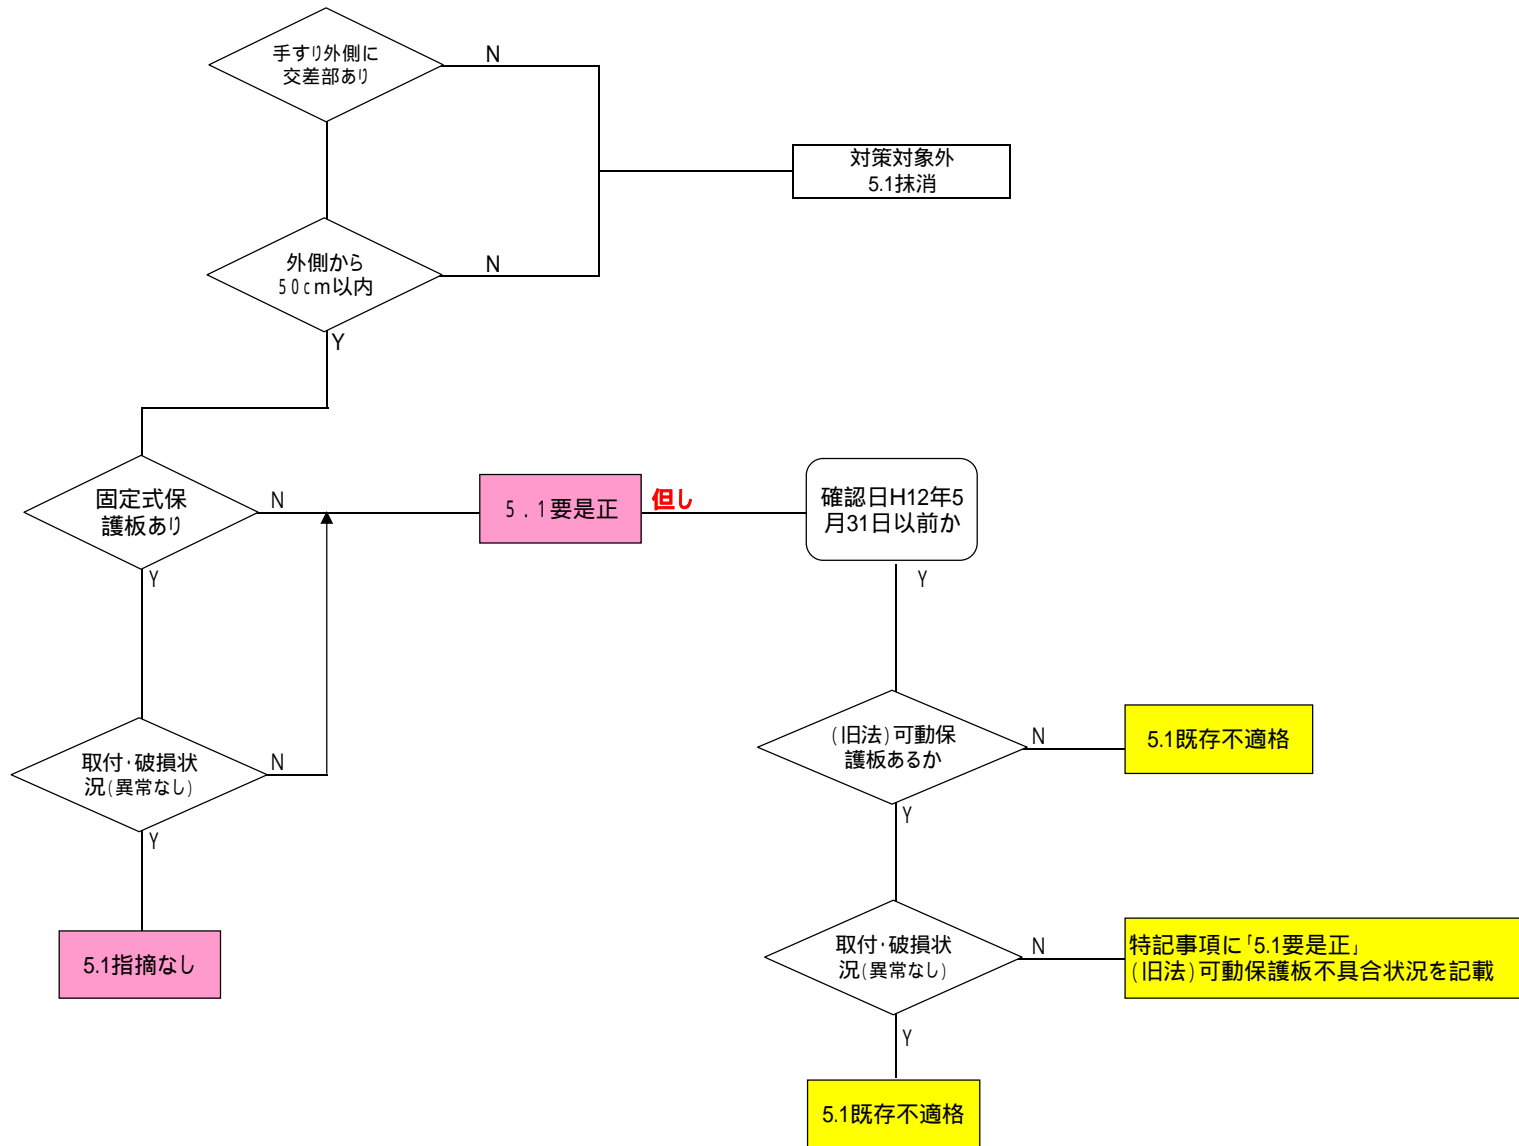 手すり外側に
交差部あり
N
対策対象外
5.1抹消
外側から
50cm以内
N
Y
固定式保
護板あり
N
5．1要是正
但し
確認日H12年5
月31日以前か
Y
Y
取付・破損状
況(異常なし)
N
(旧法)可動保
護板あるか
N
5.1既存不適格
Y
Y
5.1指摘なし
取付・破損状
況(異常なし)
N
特記事項に「5.1要是正」
(旧法)可動保護板不具合状況を記載
Y
5.1既存不適格